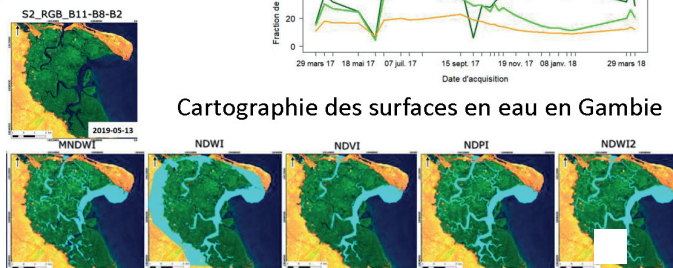 S2_RGB_B11-B8-B2
2019-05-13
Fraction de
20
0
29 mars 17 18 mai 17 07 juil. 17 15 sept. 17 19 nov. 17 08 janv. 18 29 mars 18
Date d'acquisition
Cartographie des surfaces en eau en Gambie
MNDWI NDWI NDVI NDPI NDWI2